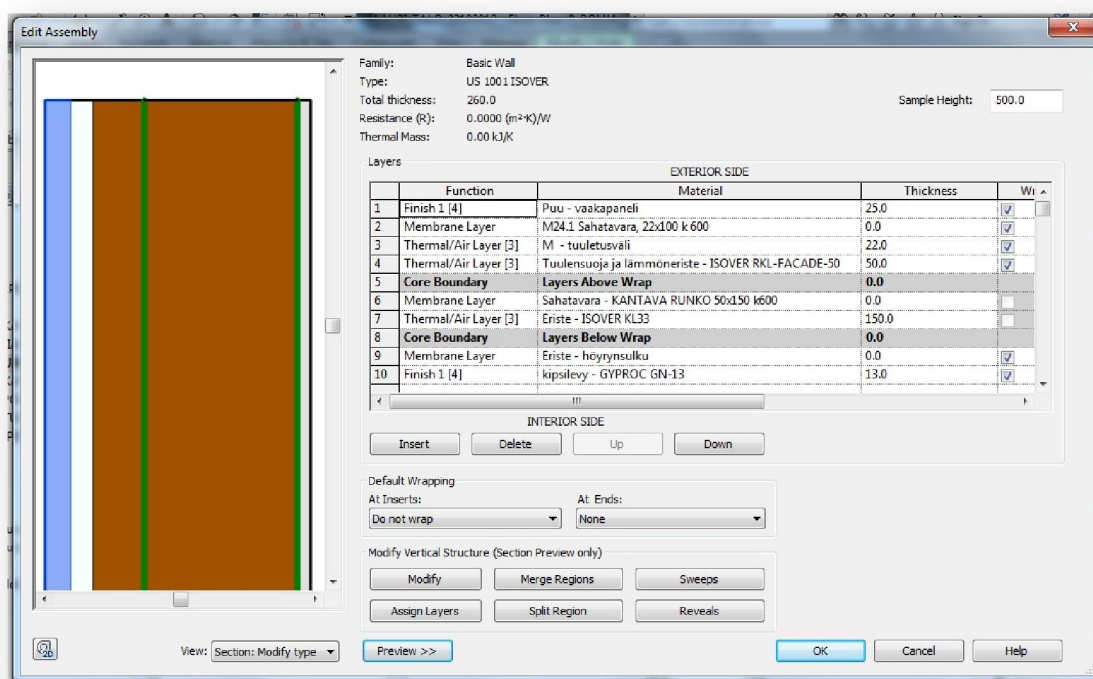 Edit Assembly
Family: Basic Wall
Type: US 1001 ISOVER
Total thickness: 260.0 Sample Height: 500.0
Resistance (R): 0.0000 (m²·K)/W
Thermal Mass: 0.00 kJ/K
Layers
EXTERIOR SIDE
Function Material Thickness
1 Finish 1 [4] Puu - vaakapaneli 25.0
2 Membrane Layer M24.1 Sahatavara, 22x100 k 600 0.0
3 Thermal/Air Layer [3] M - tuuletusväli 22.0
4 Thermal/Air Layer [3] Tuulensuoja ja lämmöneriste - ISOVER RKL-FACADE-50 50.0
5 Core Boundary Layers Above Wrap 0.0
6 Membrane Layer Sahatavara - KANTAVA RUNKO 50x150 k600 0.0
7 Thermal/Air Layer [3] Eriste - ISOVER KL33 150.0
8 Core Boundary Layers Below Wrap 0.0
9 Membrane Layer Eriste - höyrynsulku 0.0
10 Finish 1 [4] kipsilevy - GYPROC GN-13 13.0
INTERIOR SIDE
Insert Delete Up Down
Default Wrapping
At Inserts: At Ends:
Do not wrap None
Modify Vertical Structure (Section Preview only)
Modify Merge Regions Sweeps
Assign Layers Split Region Reveals
2D View: Section: Modify type Preview >> OK Cancel Help